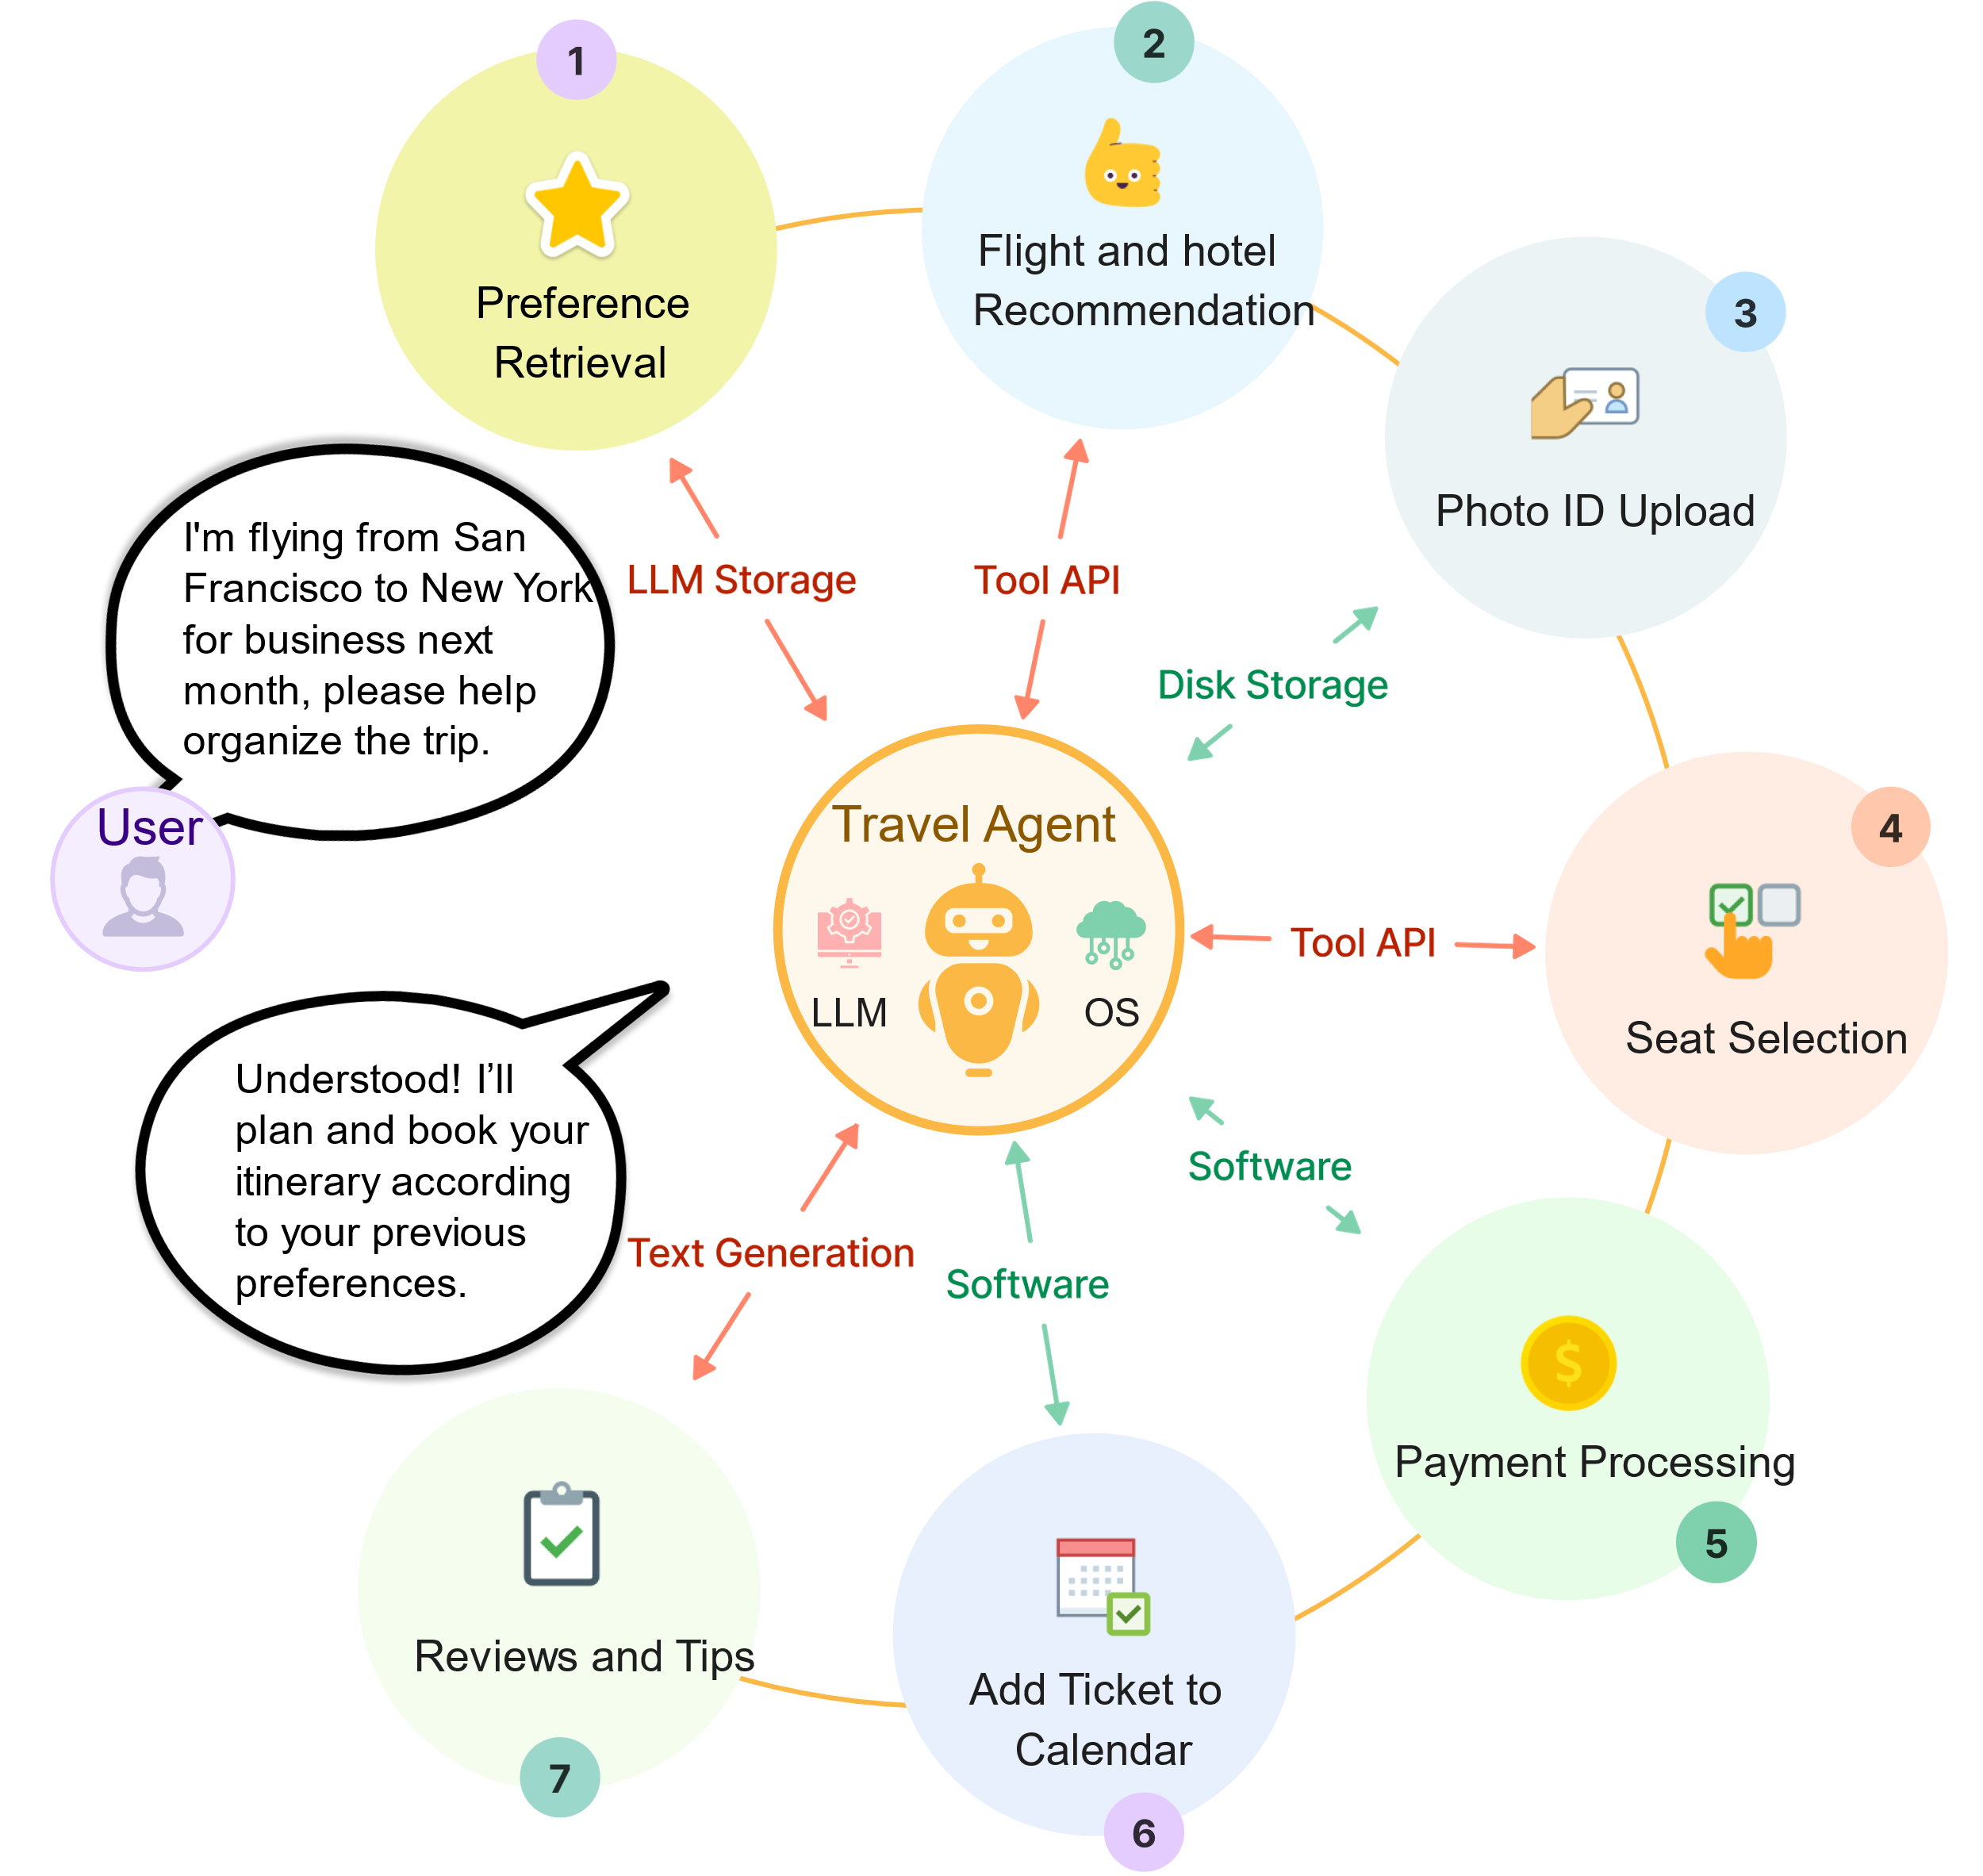 1
Preference
Retrieval
2
Flight and hotel
Recommendation
3
Photo ID Upload
I'm flying from San
Francisco to New York
for business next
month, please help
organize the trip.
User
LLM Storage
Tool API
Disk Storage
Travel Agent
LLM
OS
Tool API
4
Seat Selection
Understood! I’ll
plan and book your
itinerary according
to your previous
preferences.
Text Generation
Software
Software
$
Payment Processing
5
Add Ticket to
Calendar
6
Reviews and Tips
7